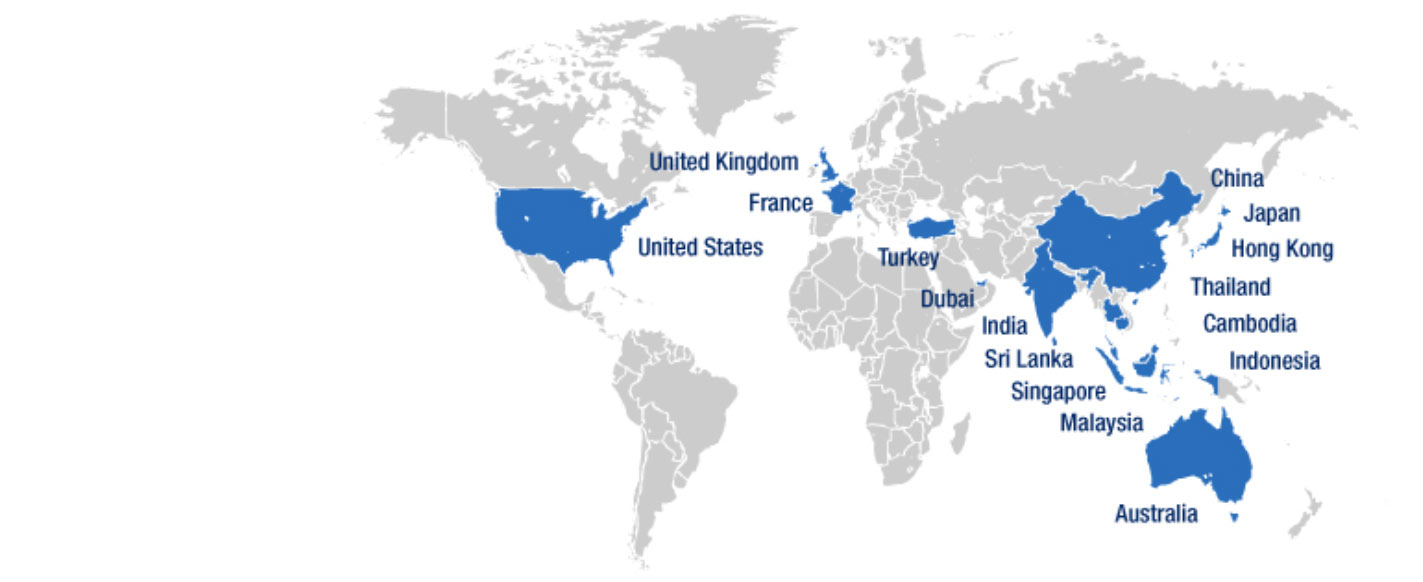 United Kingdom
China
France
Japan
United States
Hong Kong
Turkey
Thailand
Dubai
India
Cambodia
Sri Lanka
Indonesia
Singapore
Malaysia
Australia